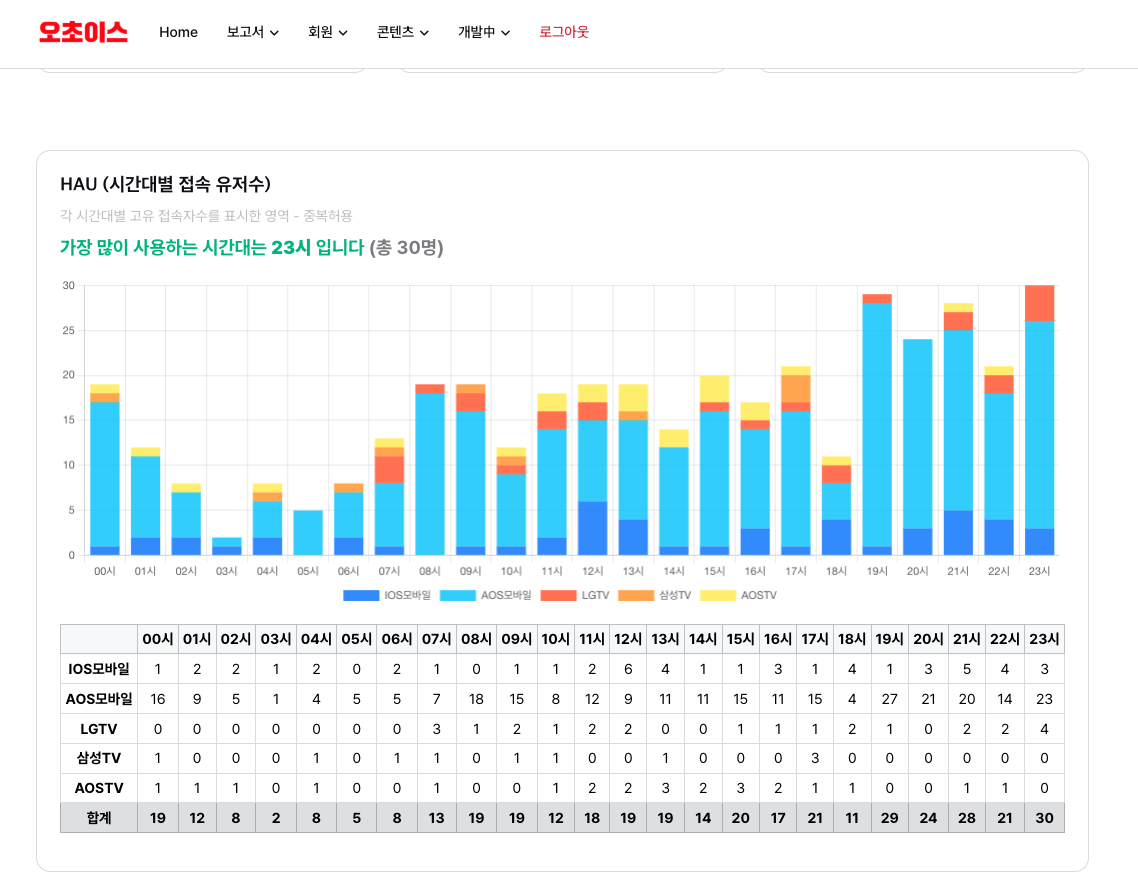 오초이스 Home 보고서 회원 콘텐츠 개발중 로그아웃
HAU (시간대별 접속 유저수)
각 시간대별 고유 접속자수를 표시한 영역 - 중복허용
가장 많이 사용하는 시간대는 23시 입니다 (총 30명)
30
25
20
15
10
5
0
00시 01시 02시 03시 04시 05시 06시 07시 08시 09시 10시 11시 12시 13시 14시 15시 16시 17시 18시 19시 20시 21시 22시 23시
IOS모바일 AOS모바일 LGTV 삼성TV AOSTV
00시 01시 02시 03시 04시 05시 06시 07시 08시 09시 10시 11시 12시 13시 14시 15시 16시 17시 18시 19시 20시 21시 22시 23시
IOS모바일 1 2 2 1 2 0 2 1 0 1 1 2 6 4 1 1 3 1 4 1 3 5 4 3
AOS모바일 16 9 5 1 4 5 5 7 18 15 8 12 9 11 11 15 11 15 4 27 21 20 14 23
LGTV 0 0 0 0 0 0 0 3 1 2 1 2 2 0 0 1 1 1 2 1 0 2 2 4
삼성TV 1 0 0 0 1 0 1 1 0 1 1 0 0 1 0 0 0 3 0 0 0 0 0 0
AOSTV 1 1 1 0 1 0 0 1 0 0 1 2 2 3 2 3 2 1 1 0 0 1 1 0
합계 19 12 8 2 8 5 8 13 19 19 12 18 19 19 14 20 17 21 11 29 24 28 21 30